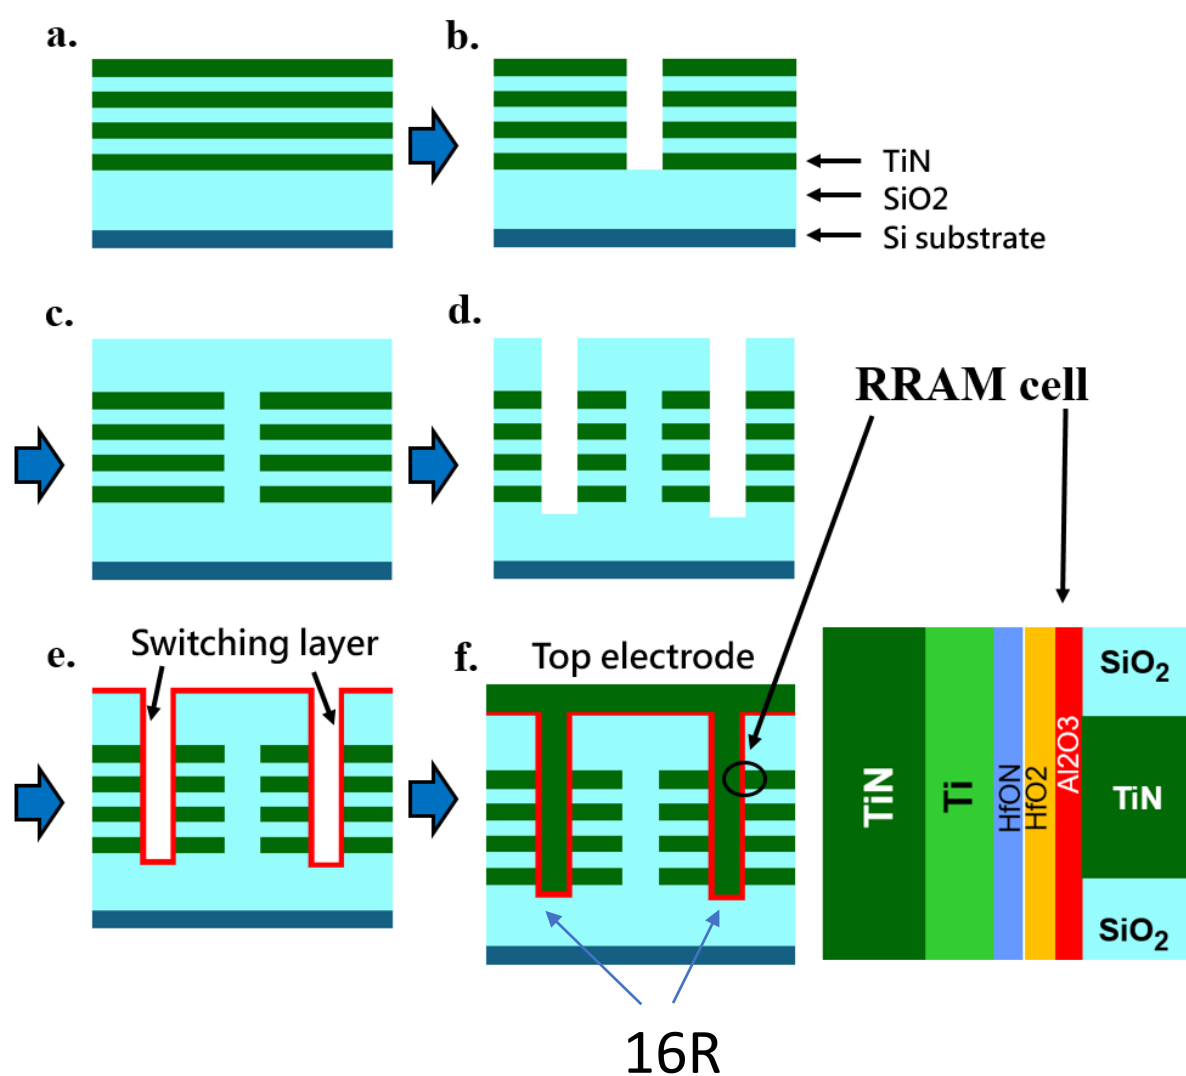 a.
b.
TiN
SiO2
Si substrate
c.
d.
RRAM cell
e.
Switching layer
f.
Top electrode
TiN
Ti
HfON
HfO2
Al2O3
SiO₂
TiN
SiO₂
16R